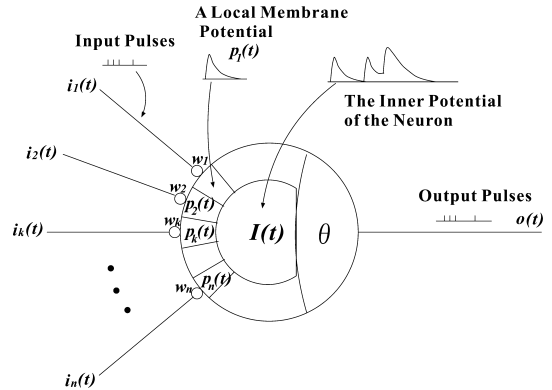 A Local Membrane
Potential
p1(t)
Input Pulses
i1(t)
The Inner Potential
of the Neuron
w1
i2(t)
w2
p2(t)
Output Pulses
o(t)
ik(t)
wk
pk(t)
I(t)
θ
pn(t)
wn
in(t)